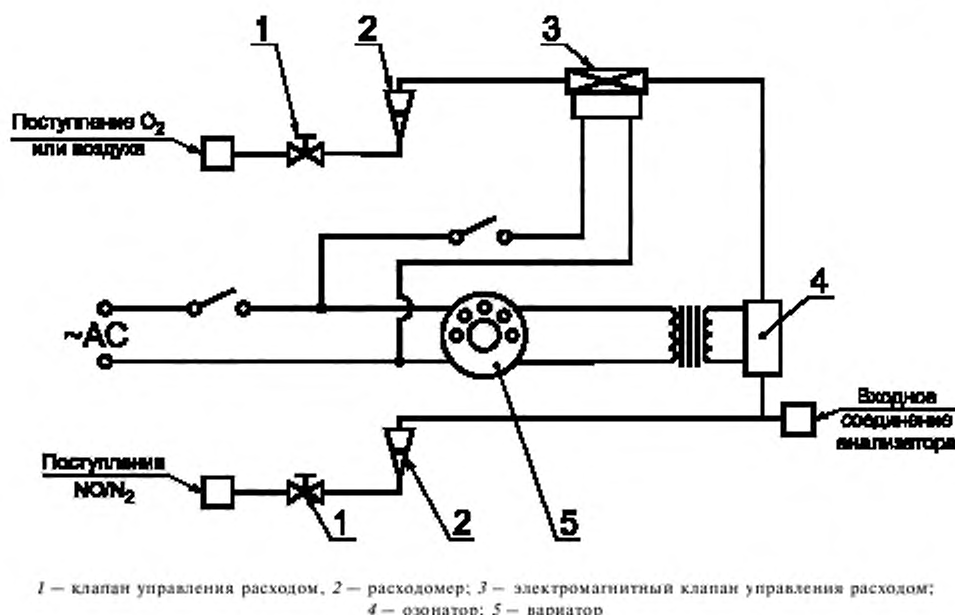 1
2
3
Поступление O₂
или воздуха
4
~AC
Входное
соединение
анализатора
Поступления
NO/N₂
1
2
5
1 — клапан управления расходом, 2 — расходомер; 3 — электромагнитный клапан управления расходом;
4 — озонатор; 5 — вариатор